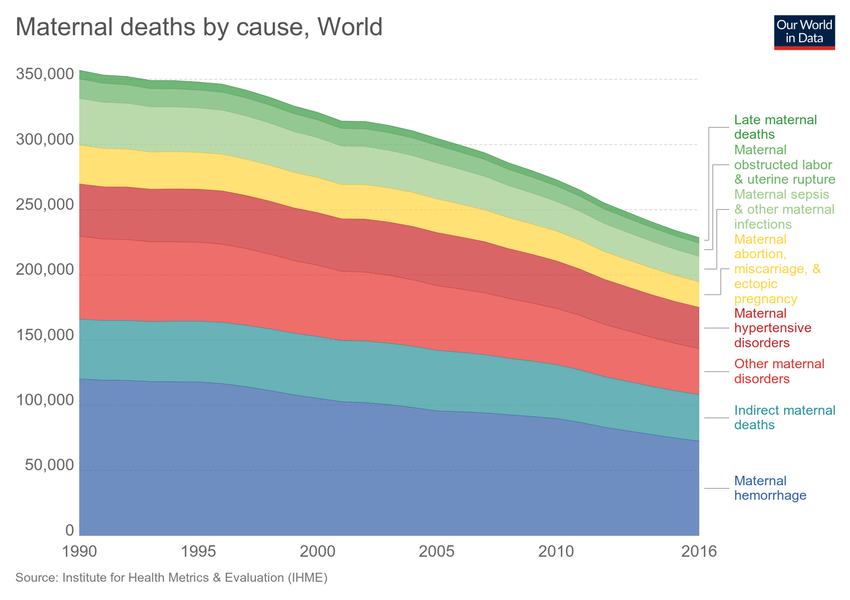 Maternal deaths by cause, World
Our World
in Data
350,000
300,000
250,000
200,000
150,000
100,000
50,000
0
1990
1995
2000
2005
2010
2016
Late maternal
deaths
Maternal
obstructed labor
& uterine rupture
Maternal sepsis
& other maternal
infections
Maternal
abortion,
miscarriage, &
ectopic
pregnancy
Maternal
hypertensive
disorders
Other maternal
disorders
Indirect maternal
deaths
Maternal
hemorrhage
Source: Institute for Health Metrics & Evaluation (IHME)